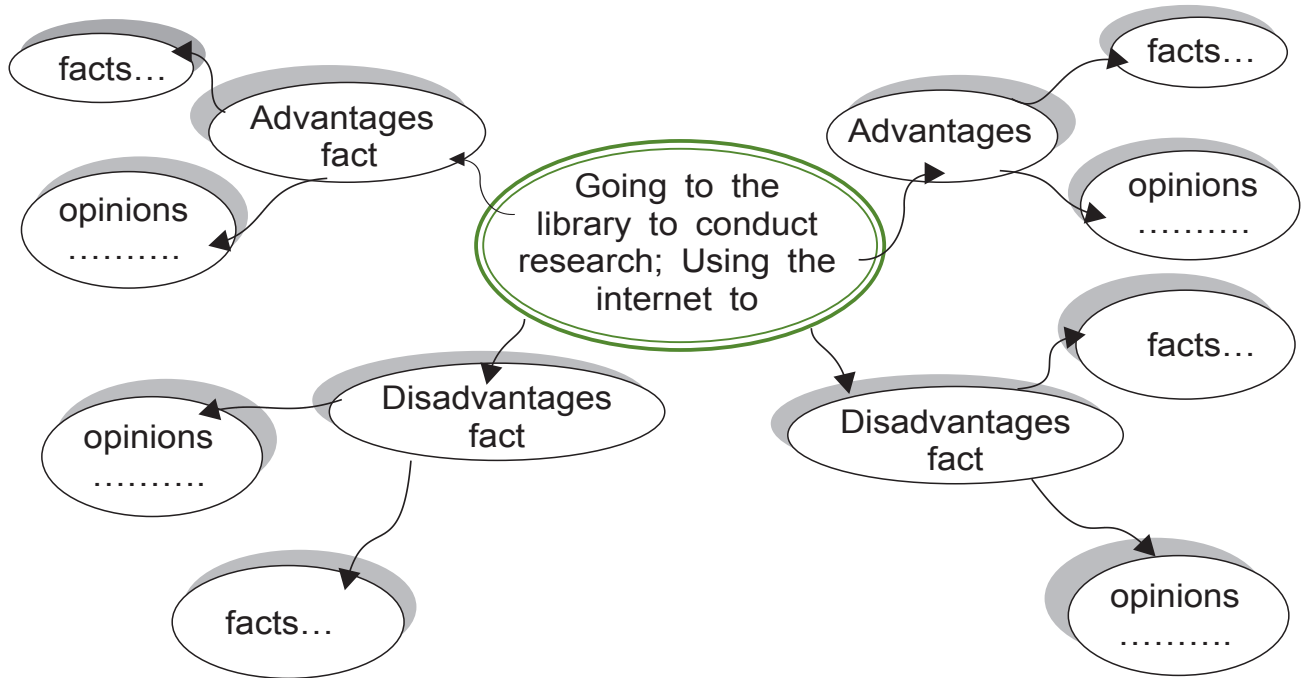 facts...
Advantages
fact
opinions
..........
Going to the
library to conduct
research; Using the
internet to
Advantages
facts...
opinions
..........
Disadvantages
fact
opinions
..........
facts...
Disadvantages
fact
facts...
opinions
..........